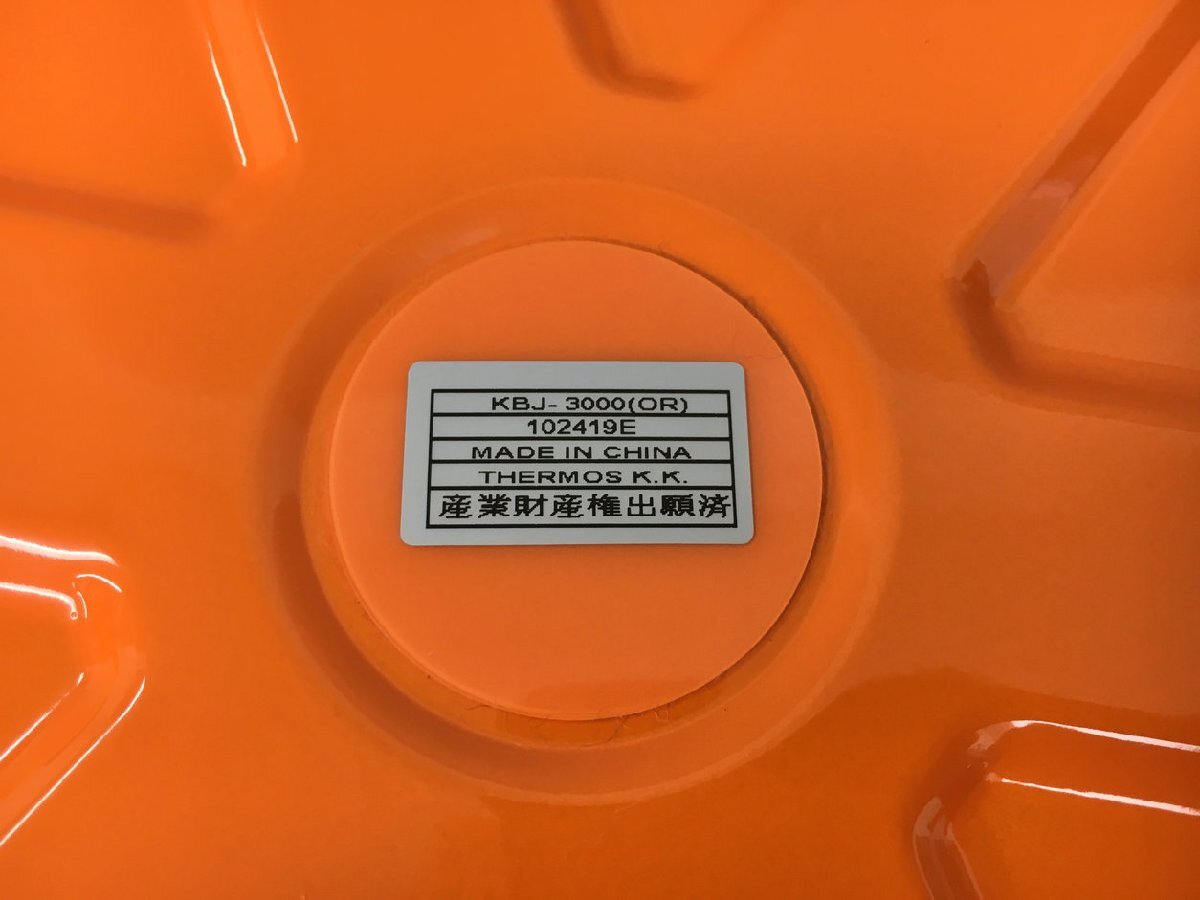 KBJ- 3000(OR)
102419E
MADE IN CHINA
THERMOS K.K.
産業財産権出願済